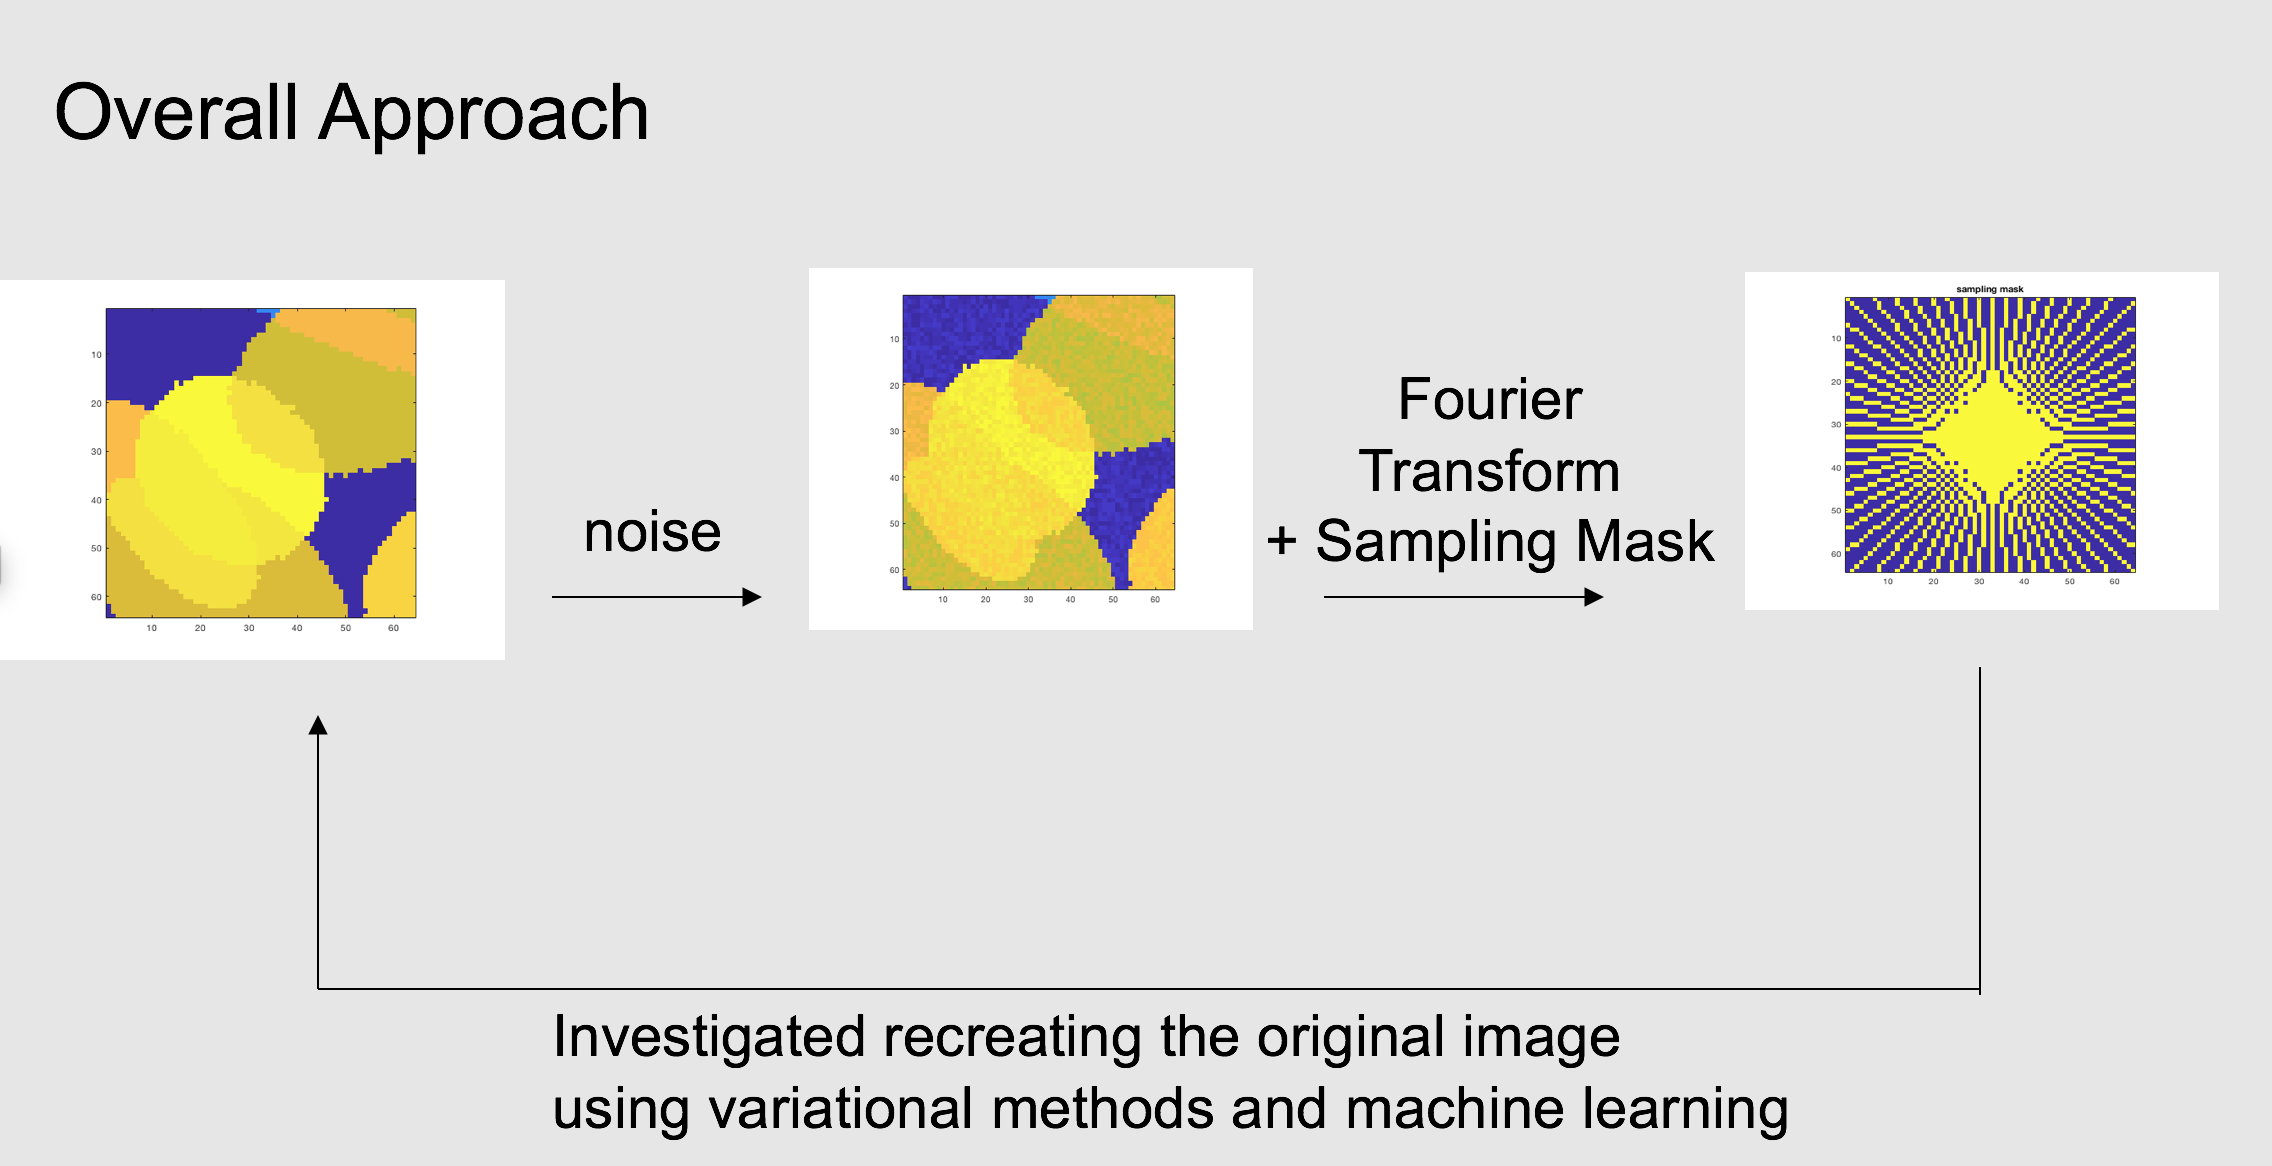 Overall Approach
10
20
30
40
50
60
10 20 30 40 50 60
noise
10
20
30
40
50
60
10 20 30 40 50 60
Fourier
Transform
+ Sampling Mask
sampling mask
10
20
30
40
50
60
10 20 30 40 50 60
Investigated recreating the original image
using variational methods and machine learning